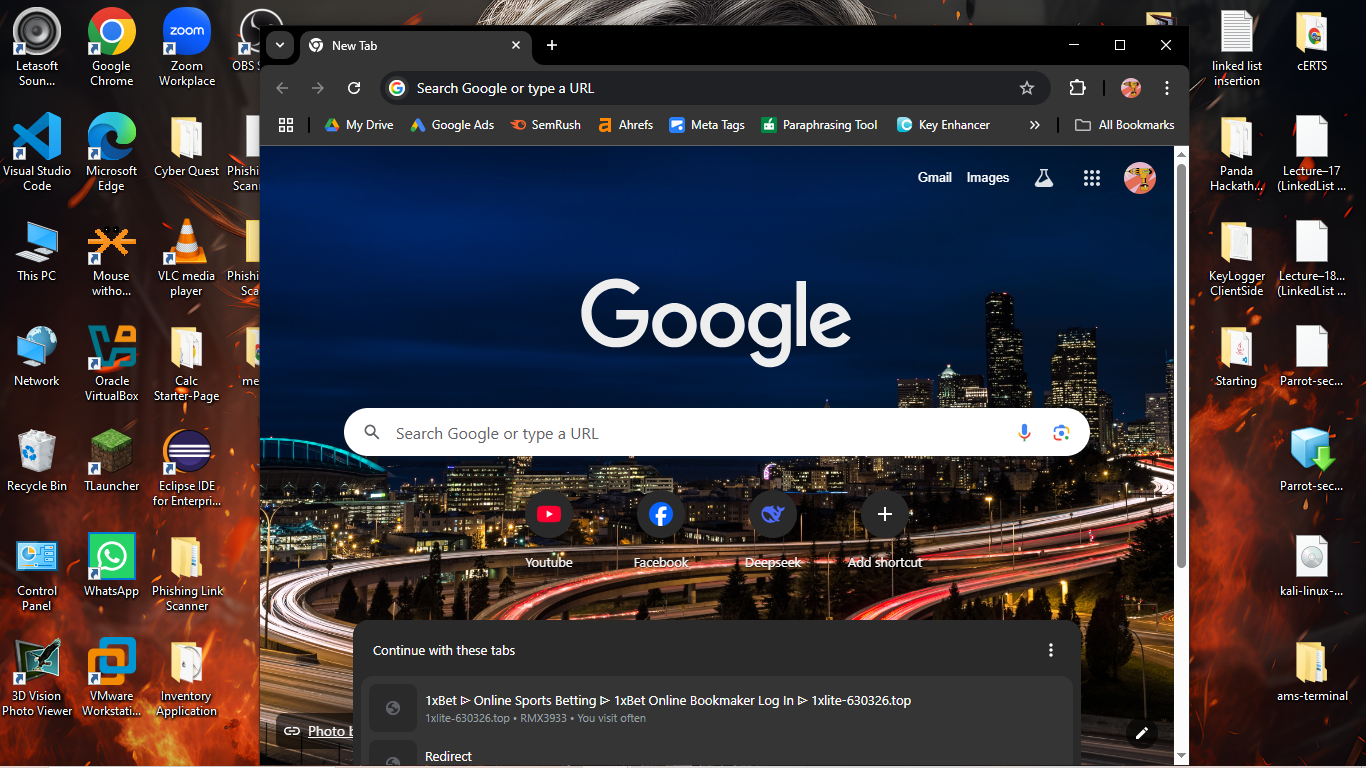 Letasoft
Soun...
Google
Chrome
Zoom
Workplace
OBS S
Visual Studio
Code
Microsoft
Edge
Cyber Quest
Phishi
Scann
This PC
Mouse
witho...
VLC media
player
Phishi
Sca
Network
Oracle
VirtualBox
Calc
Starter-Page
me
Recycle Bin
TLauncher
Eclipse IDE
for Enterpri...
Control
Panel
WhatsApp
Phishing Link
Scanner
3D Vision
Photo Viewer
VMware
Workstati...
Inventory
Application
zoom
New Tab
Search Google or type a URL
My Drive
Google Ads
SemRush
Ahrefs
Meta Tags
Paraphrasing Tool
Key Enhancer
All Bookmarks
Gmail
Images
Google
Search Google or type a URL
Youtube
Facebook
Deepseek
Add shortcut
Continue with these tabs
1xBet ᐉ Online Sports Betting ᐉ 1xBet Online Bookmaker Log In ᐉ 1xlite-630326.top
1xlite-630326.top • RMX3933 • You visit often
Redirect
Photo b
linked list
insertion
cERTS
Panda
Hackath...
Lecture–17
(LinkedList ...
KeyLogger
ClientSide
Lecture–18...
(LinkedList ...
Starting
Parrot-sec...
Parrot-sec...
kali-linux-...
ams-terminal